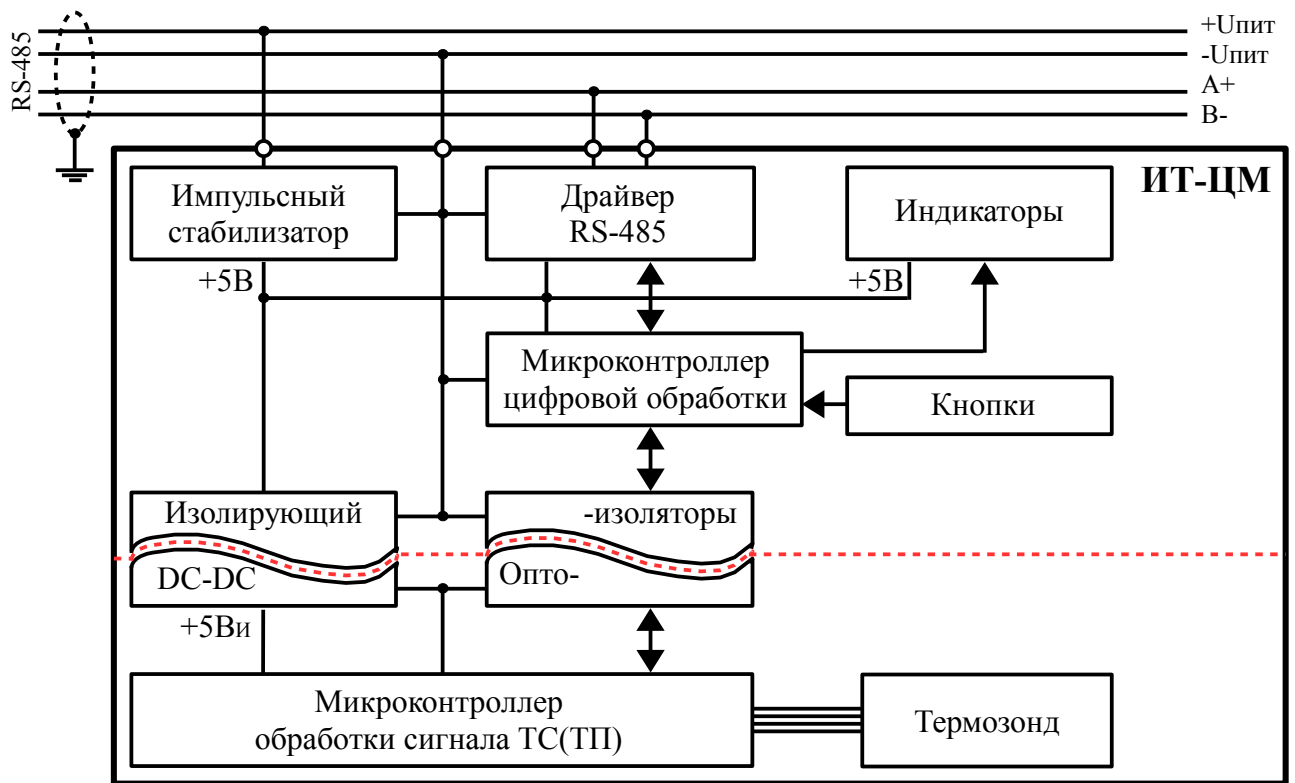 RS-485
+Uпит
-Uпит
A+
B-
ИТ-ЦМ
Импульсный
стабилизатор
Драйвер
RS-485
Индикаторы
+5В
+5В
Микроконтроллер
цифровой обработки
Кнопки
Изолирующий
DC-DC
-изоляторы
Опто-
+5Ви
Микроконтроллер
обработки сигнала ТС(ТП)
Термозонд